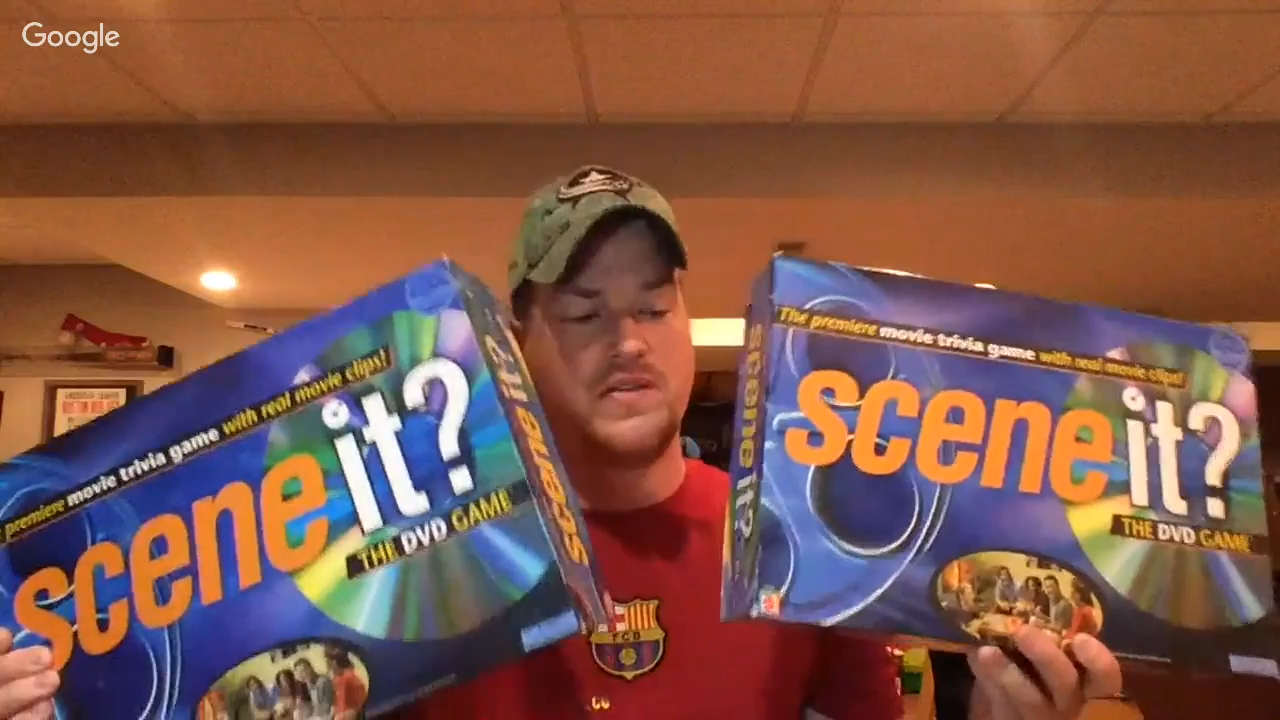 Google
premiere movie trivia game with real movie clips!
scene it?
THE DVD GAME
scene it?
The premiere movie trivia game with real movie clips!
scene it?
THE DVD GAME
scene it?
FCB